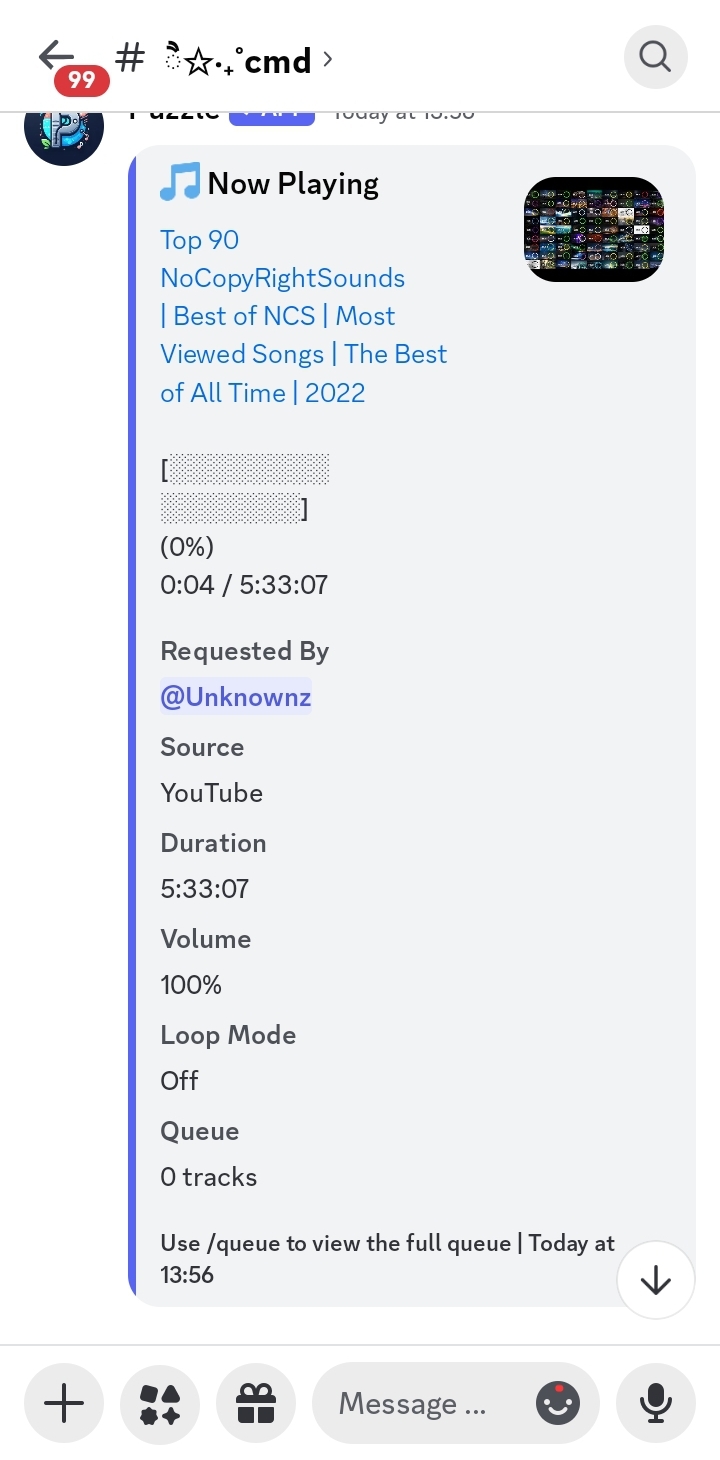 99
# ੈ☆‧₊˚cmd
Puzzle ✓ APP Today at 13:56
🎵 Now Playing
Top 90
NoCopyRightSounds
| Best of NCS | Most
Viewed Songs | The Best
of All Time | 2022
[░░░░░░░░░░
░░░░░░░░░]
(0%)
0:04 / 5:33:07
Requested By
@Unknownz
Source
YouTube
Duration
5:33:07
Volume
100%
Loop Mode
Off
Queue
0 tracks
Use /queue to view the full queue | Today at
13:56
Message ...